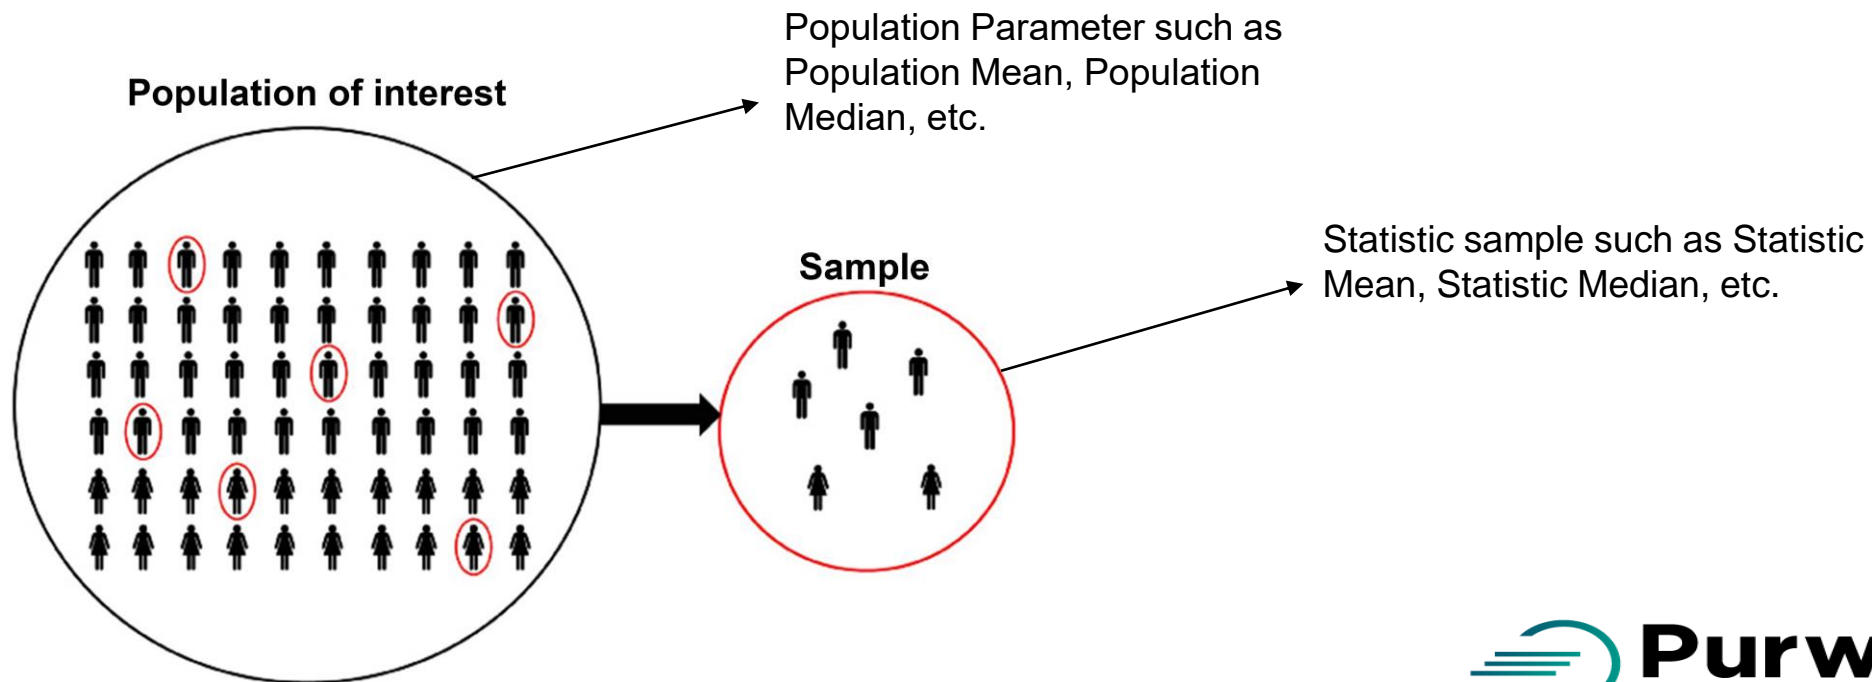 Population Parameter such as
Population Mean, Population
Median, etc.
Population of interest
Statistic sample such as Statistic
Mean, Statistic Median, etc.
Sample
Purw